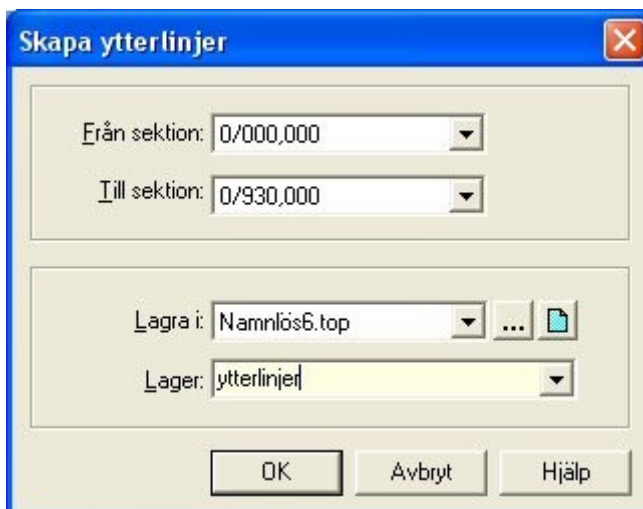 Skapa ytterlinjer
Från sektion: 0/000,000
Till sektion: 0/930,000
Lagra i: Namnlös6.top ...
Lager: ytterlinjer
OK Avbryt Hjälp